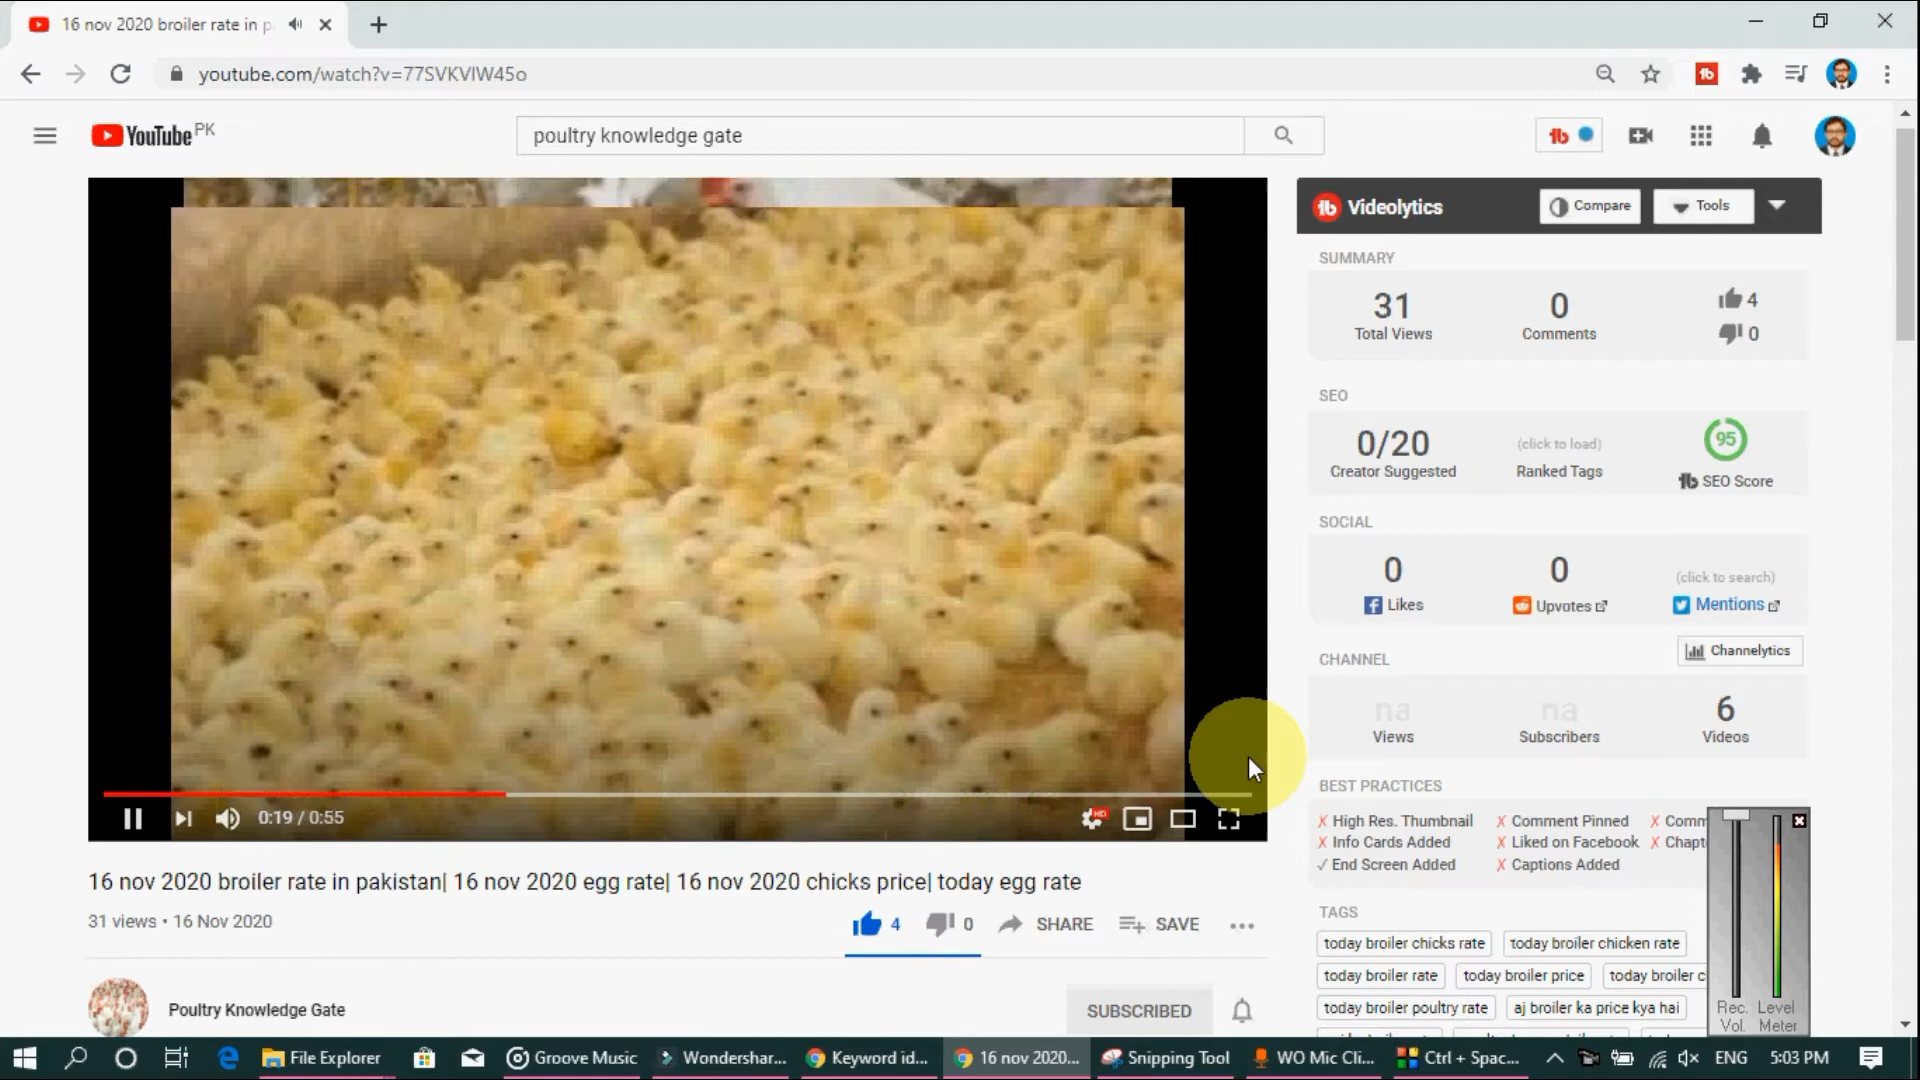 16 nov 2020 broiler rate in p
youtube.com/watch?v=77SVKVlW45o
YouTube PK
poultry knowledge gate
Videolytics
Compare
Tools
SUMMARY
31
Total Views
0
Comments
4
0
SEO
0/20
Creator Suggested
(click to load)
Ranked Tags
95
SEO Score
SOCIAL
0
Likes
0
Upvotes
(click to search)
Mentions
CHANNEL
Channelytics
na
Views
na
Subscribers
6
Videos
BEST PRACTICES
✗ High Res. Thumbnail ✗ Comment Pinned ✗ Comm
✗ Info Cards Added ✗ Liked on Facebook ✗ Chapt
✓ End Screen Added ✗ Captions Added
TAGS
today broiler chicks rate today broiler chicken rate
today broiler rate today broiler price today broiler c
today broiler poultry rate aj broiler ka price kya hai
Rec. Level
Vol. Meter
HD
0:19 / 0:55
16 nov 2020 broiler rate in pakistan| 16 nov 2020 egg rate| 16 nov 2020 chicks price| today egg rate
31 views • 16 Nov 2020
4 0 SHARE SAVE
Poultry Knowledge Gate
SUBSCRIBED
File Explorer Groove Music Wondershar... Keyword id... 16 nov 2020... Snipping Tool WO Mic Cli... Ctrl + Spac... ENG 5:03 PM